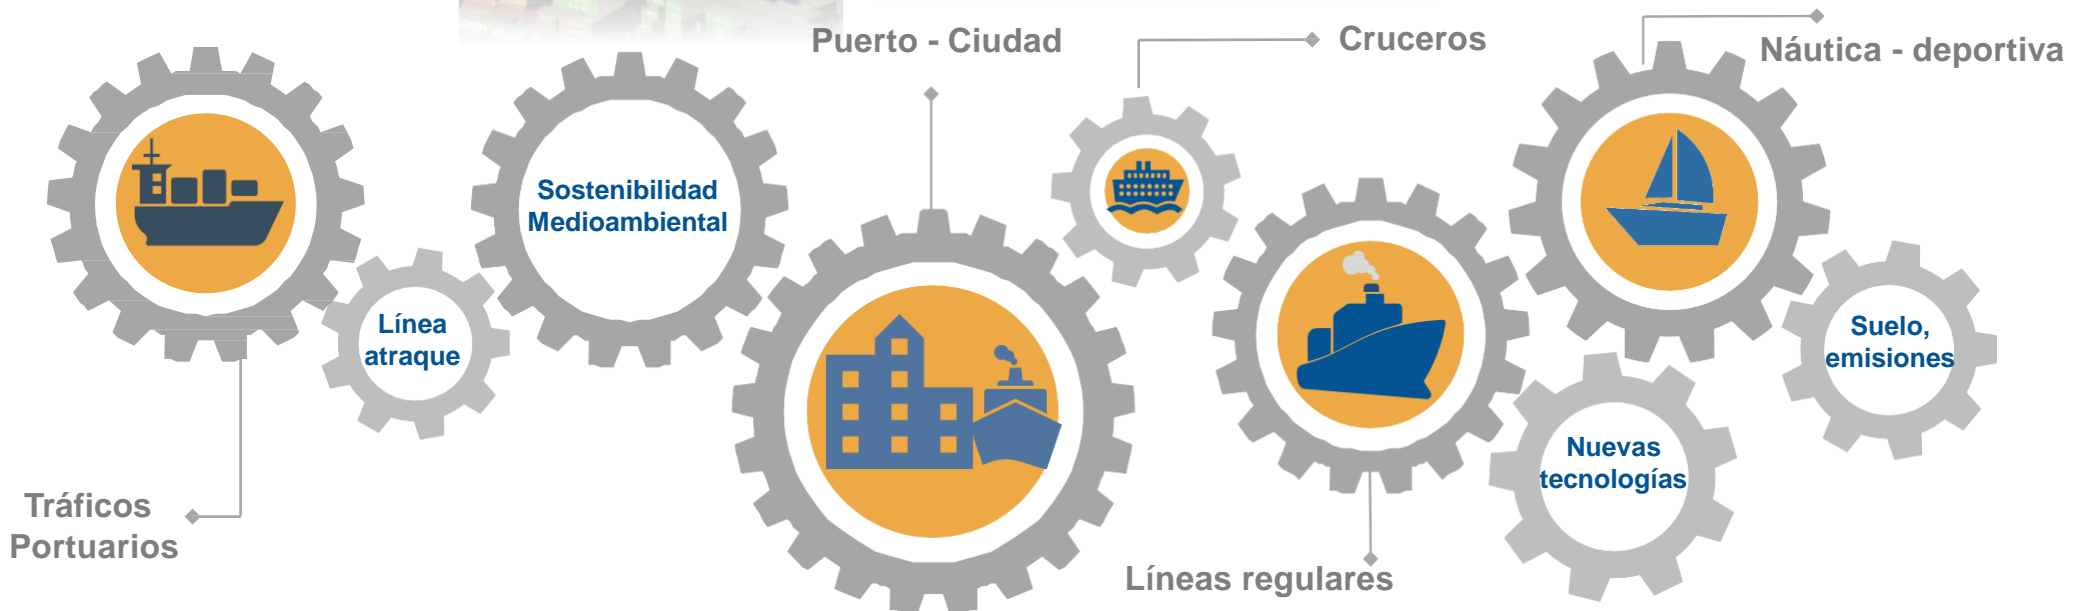 Puerto - Ciudad
Cruceros
Náutica - deportiva
Sostenibilidad
Medioambiental
Línea
atraque
Suelo,
emisiones
Nuevas
tecnologías
Tráficos
Portuarios
Líneas regulares